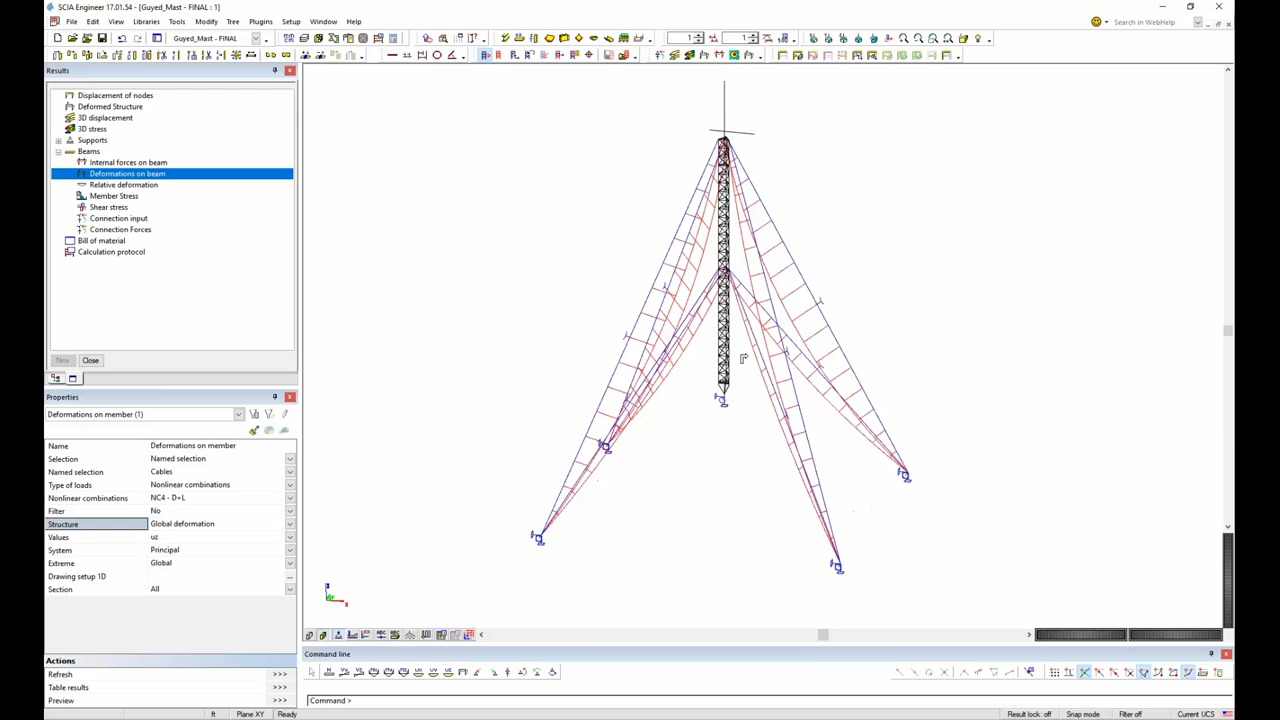 SCIA Engineer 17.01.54 - [Guyed_Mast - FINAL : 1]
File Edit View Libraries Tools Modify Tree Plugins Setup Window Help
Search in WebHelp
Guyed_Mast - FINAL
1 1
Results
Displacement of nodes
Deformed Structure
3D displacement
3D stress
Supports
Beams
Internal forces on beam
Deformations on beam
Relative deformation
Member Stress
Shear stress
Connection input
Connection Forces
Bill of material
Calculation protocol
New Close
Properties
Deformations on member (1)
Name Deformations on member
Selection Named selection
Named selection Cables
Type of loads Nonlinear combinations
Nonlinear combinations NC4 - D+L
Filter No
Structure Global deformation
Values uz
System Principal
Extreme Global
Drawing setup 1D ...
Section All
Actions
Refresh >>>
Table results >>>
Preview >>>
x
Command line
Command >
ft Plane XY Ready
Result lock: off Snap mode Filter off Current UCS